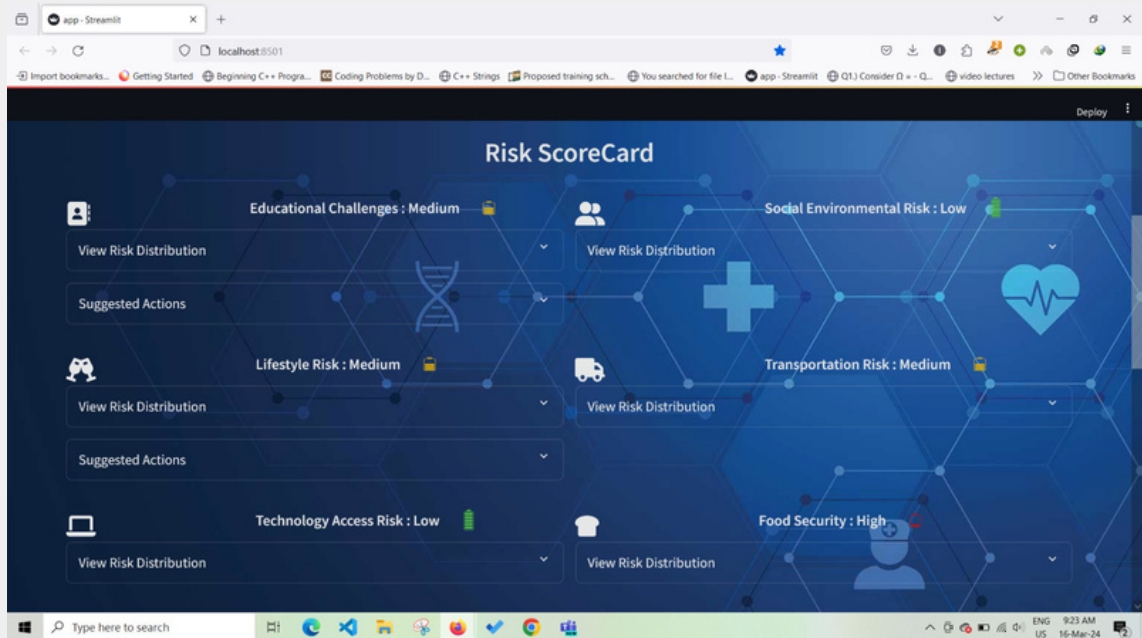 app - Streamlit
localhost:8501
Import bookmarks... Getting Started Beginning C++ Progra... Coding Problems by D... C++ Strings Proposed training sch... You searched for file l... app - Streamlit Q1.) Consider Ω = - Q... video lectures Other Bookmarks
Deploy
Risk ScoreCard
Educational Challenges : Medium
Social Environmental Risk : Low
View Risk Distribution
View Risk Distribution
Suggested Actions
Lifestyle Risk : Medium
Transportation Risk : Medium
View Risk Distribution
View Risk Distribution
Suggested Actions
Technology Access Risk : Low
Food Security : High
View Risk Distribution
View Risk Distribution
Type here to search
ENG 9:23 AM
US 16-Mar-24